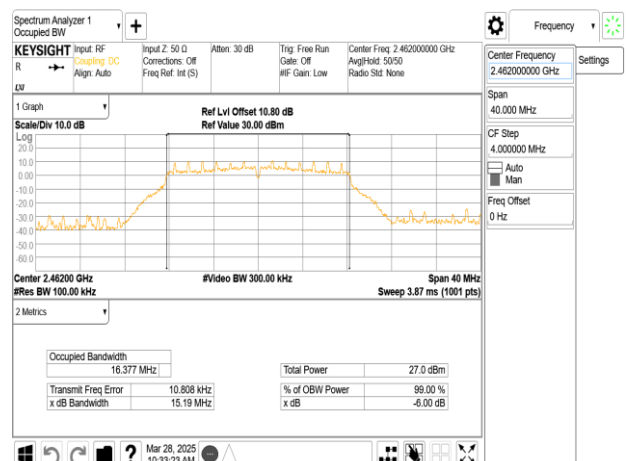 Spectrum Analyzer 1
Occupied BW
Frequency
KEYSIGHT
R
LXI
Input: RF
Coupling: DC
Align: Auto
Input Z: 50 Ω
Corrections: Off
Freq Ref: Int (S)
Atten: 30 dB
Trig: Free Run
Gate: Off
#IF Gain: Low
Center Freq: 2.462000000 GHz
Avg|Hold: 50/50
Radio Std: None
Center Frequency
2.462000000 GHz
Settings
Span
40.000 MHz
CF Step
4.000000 MHz
Auto
Man
Freq Offset
0 Hz
1 Graph
Scale/Div 10.0 dB
Ref Lvl Offset 10.80 dB
Ref Value 30.00 dBm
Log
20.0
10.0
0.00
-10.0
-20.0
-30.0
-40.0
-50.0
-60.0
Center 2.46200 GHz
#Res BW 100.00 kHz
#Video BW 300.00 kHz
Span 40 MHz
Sweep 3.87 ms (1001 pts)
2 Metrics
Occupied Bandwidth
16.377 MHz
Total Power 27.0 dBm
Transmit Freq Error 10.808 kHz
% of OBW Power 99.00 %
x dB Bandwidth 15.19 MHz
x dB -6.00 dB
?
Mar 28, 2025
10:33:23 AM